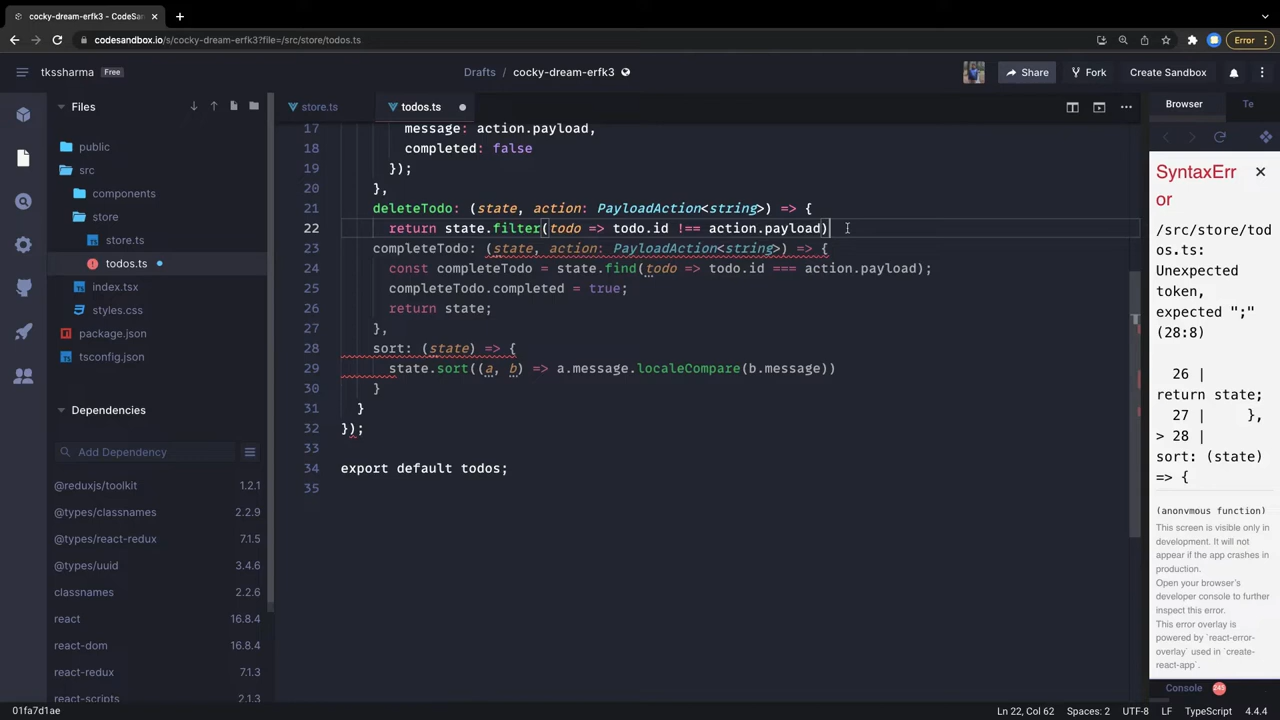 cocky-dream-erfk3 - CodeSan
codesandbox.io/s/cocky-dream-erfk3?file=/src/store/todos.ts
Error
tkssharma Free
Drafts / cocky-dream-erfk3
Share
Fork
Create Sandbox
Files
public
src
components
store
store.ts
todos.ts
index.tsx
styles.css
package.json
tsconfig.json
Dependencies
Add Dependency
@reduxjs/toolkit 1.2.1
@types/classnames 2.2.9
@types/react-redux 7.1.5
@types/uuid 3.4.6
classnames 2.2.6
react 16.8.4
react-dom 16.8.4
react-redux 7.1.3
react-scripts 2.1.3
store.ts
todos.ts
17 message: action.payload,
18 completed: false
19 });
20 },
21 deleteTodo: (state, action: PayloadAction<string>) => {
22 return state.filter(todo => todo.id !== action.payload)
23 completeTodo: (state, action: PayloadAction<string>) => {
24 const completeTodo = state.find(todo => todo.id === action.payload);
25 completeTodo.completed = true;
26 return state;
27 },
28 sort: (state) => {
29 state.sort((a, b) => a.message.localeCompare(b.message))
30 }
31 }
32 });
33
34 export default todos;
35
Browser
Te
SyntaxErr
or
/src/store/tod
os.ts:
Unexpected
token,
expected ";"
(28:8)
26 |
return state;
27 | },
> 28 |
sort: (state)
=> {
(anonymous function)
This screen is visible only in
development. It will not
appear if the app crashes in
production.
Open your browser's
developer console to further
inspect this error.
This error overlay is
powered by `react-error-
overlay` used in `create-
react-app`.
Console 245
01fa7d1ae
Ln 22, Col 62
Spaces: 2
UTF-8
LF
TypeScript
4.4.4